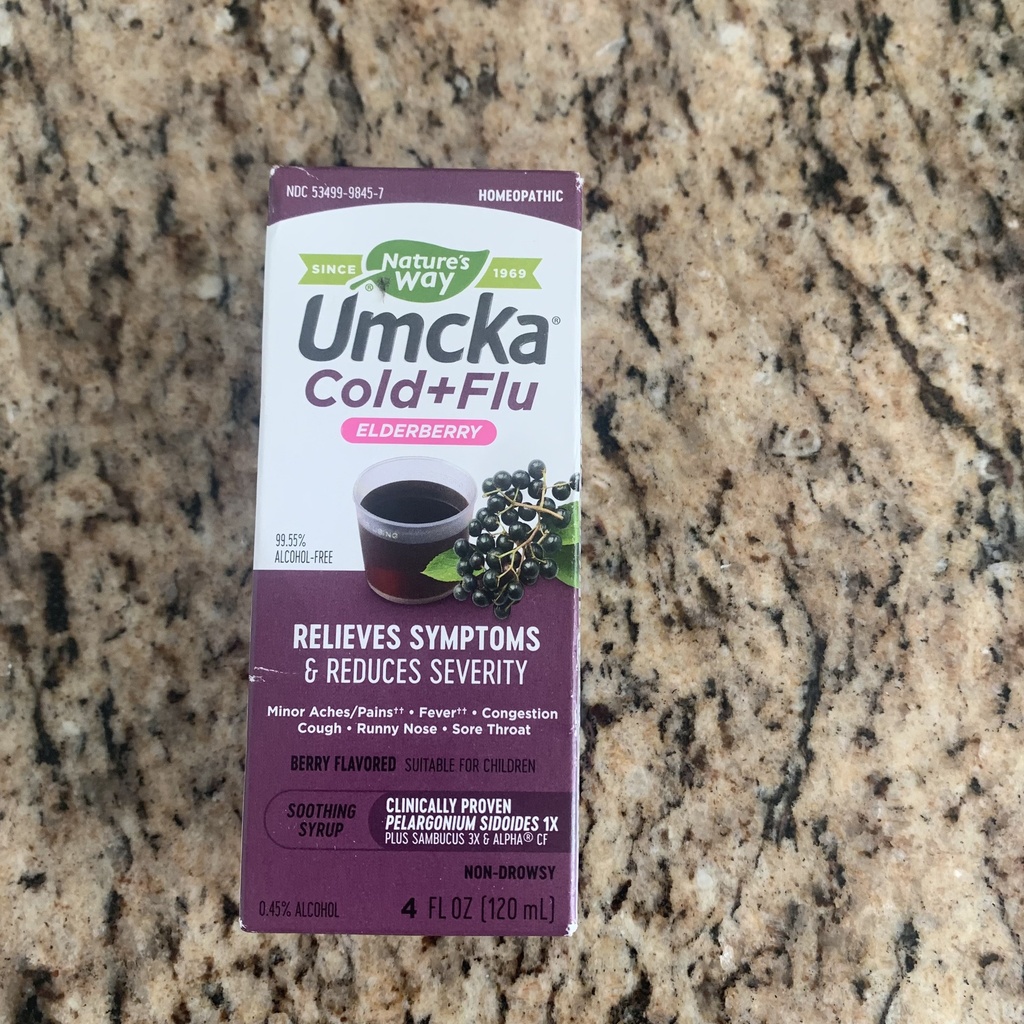 NDC 53499-9845-7 HOMEOPATHIC
SINCE Nature's Way® 1969
Umcka®
Cold+Flu
ELDERBERRY
99.55%
ALCOHOL-FREE
RELIEVES SYMPTOMS
& REDUCES SEVERITY
Minor Aches/Pains†† • Fever†† • Congestion
Cough • Runny Nose • Sore Throat
BERRY FLAVORED SUITABLE FOR CHILDREN
SOOTHING
SYRUP
CLINICALLY PROVEN
PELARGONIUM SIDOIDES 1X
PLUS SAMBUCUS 3X & ALPHA® CF
NON-DROWSY
0.45% ALCOHOL 4 FL OZ (120 mL)